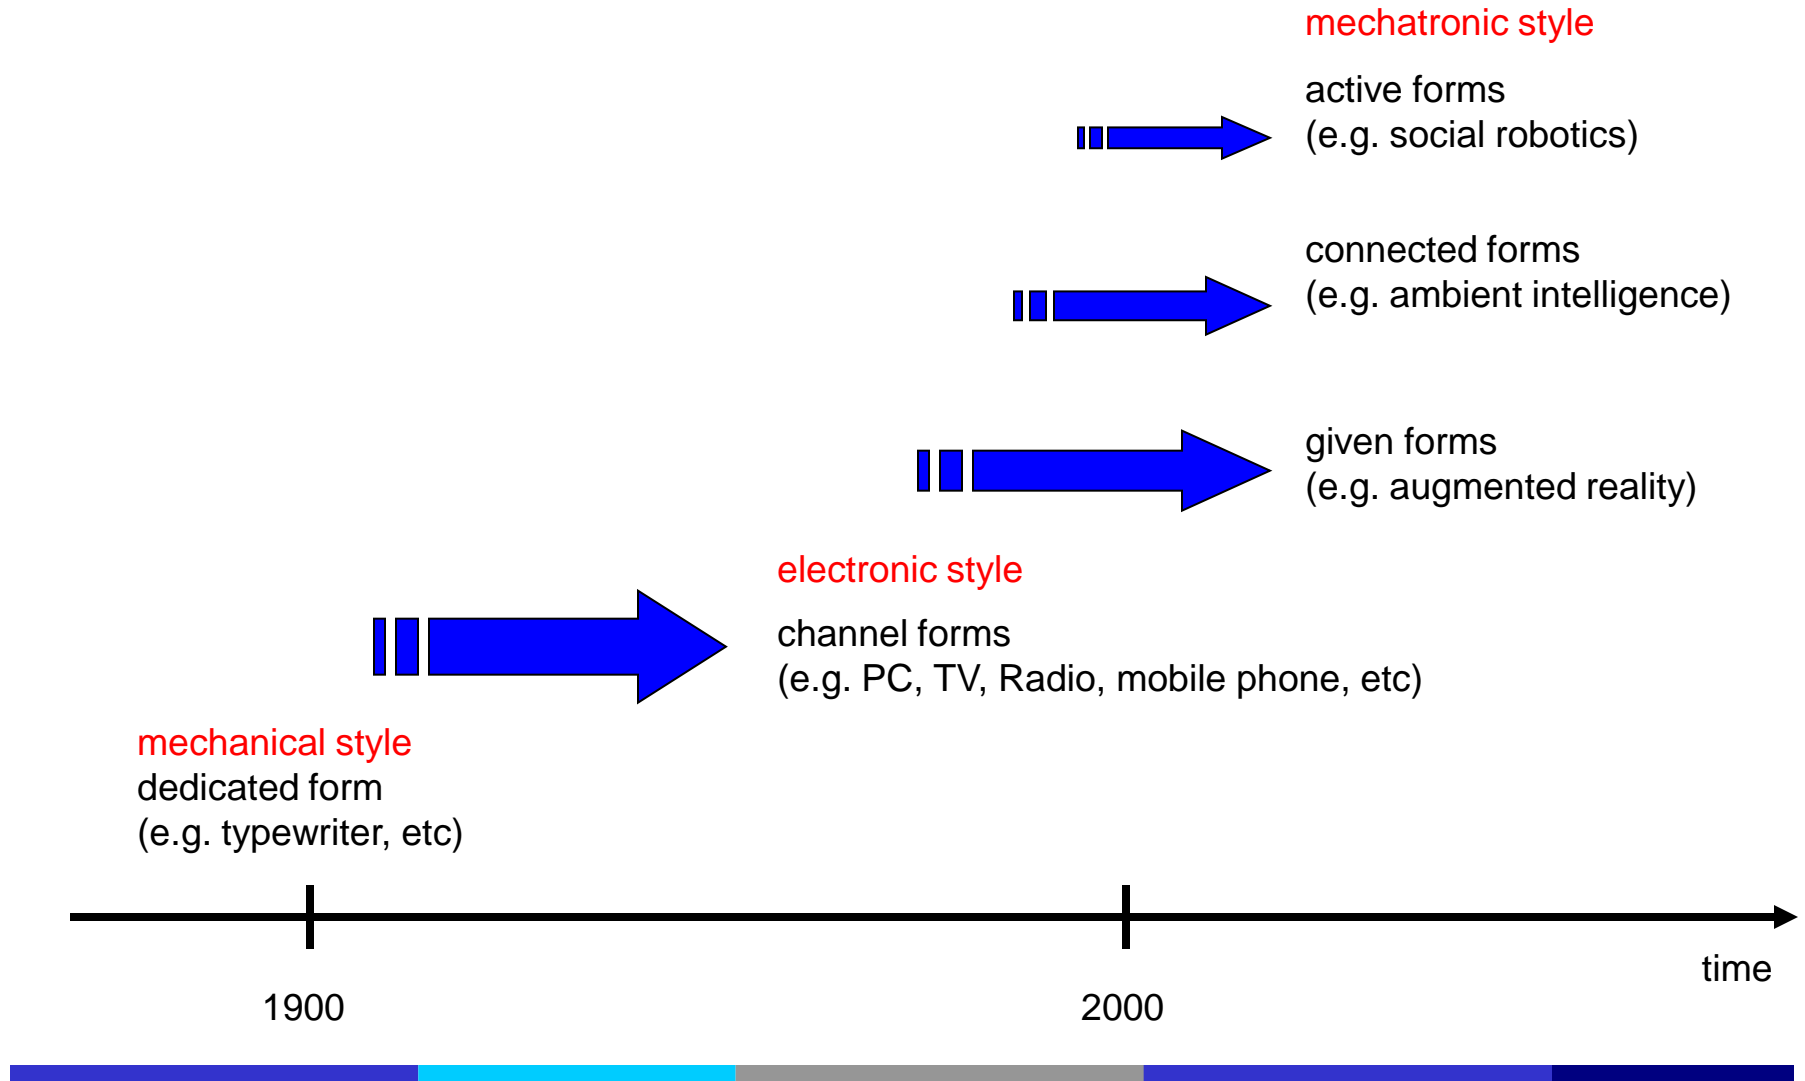 mechatronic style
active forms
(e.g. social robotics)
connected forms
(e.g. ambient intelligence)
given forms
(e.g. augmented reality)
electronic style
channel forms
(e.g. PC, TV, Radio, mobile phone, etc)
mechanical style
dedicated form
(e.g. typewriter, etc)
time
1900
2000